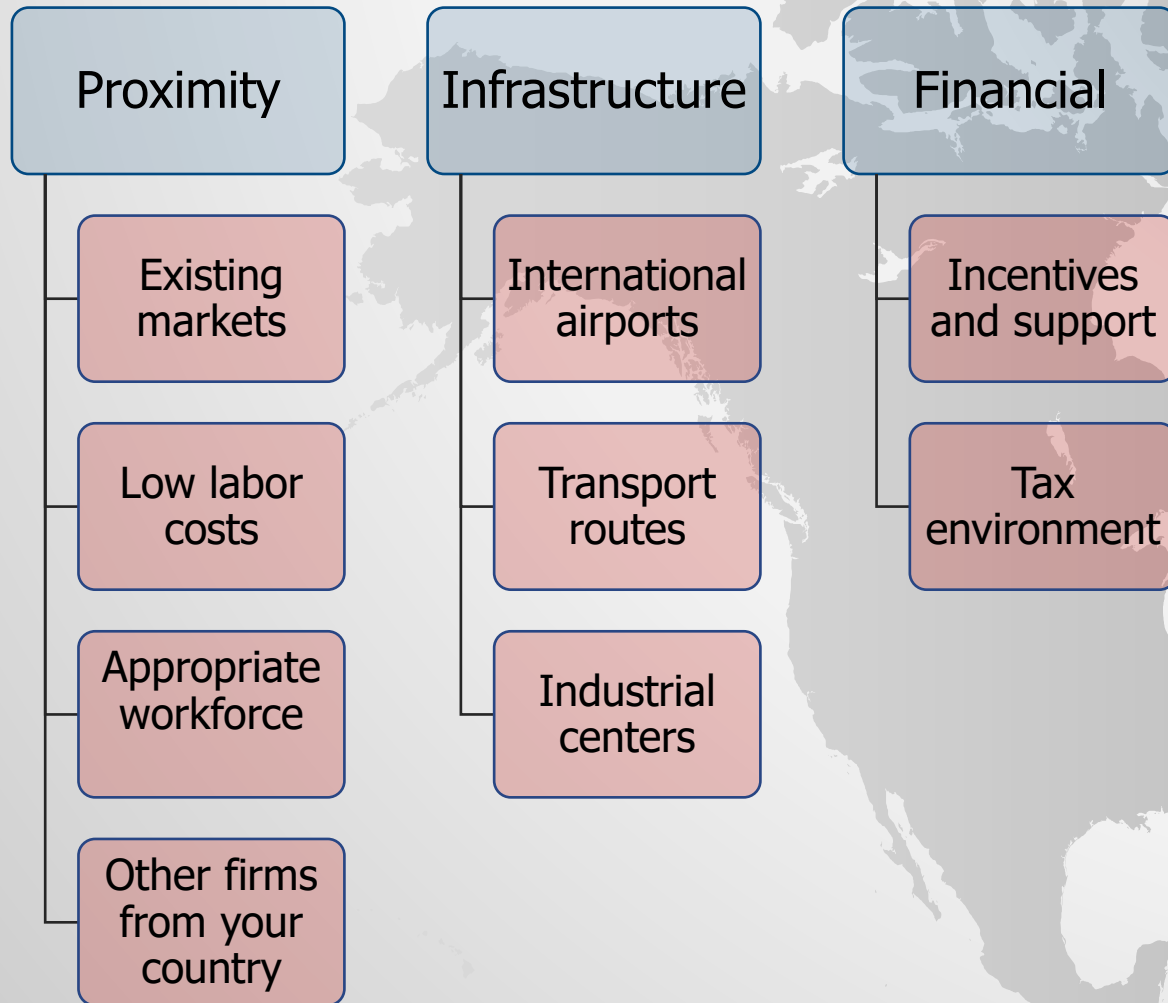 Proximity
Existing
markets
Low labor
costs
Appropriate
workforce
Other firms
from your
country
Infrastructure
International
airports
Transport
routes
Industrial
centers
Financial
Incentives
and support
Tax
environment